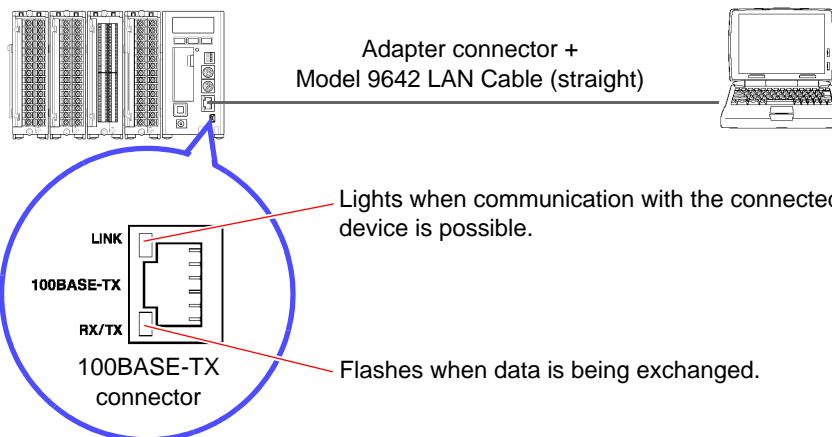 Adapter connector +
Model 9642 LAN Cable (straight)
Lights when communication with the connected
device is possible.
LINK
100BASE-TX
RX/TX
100BASE-TX
connector
Flashes when data is being exchanged.